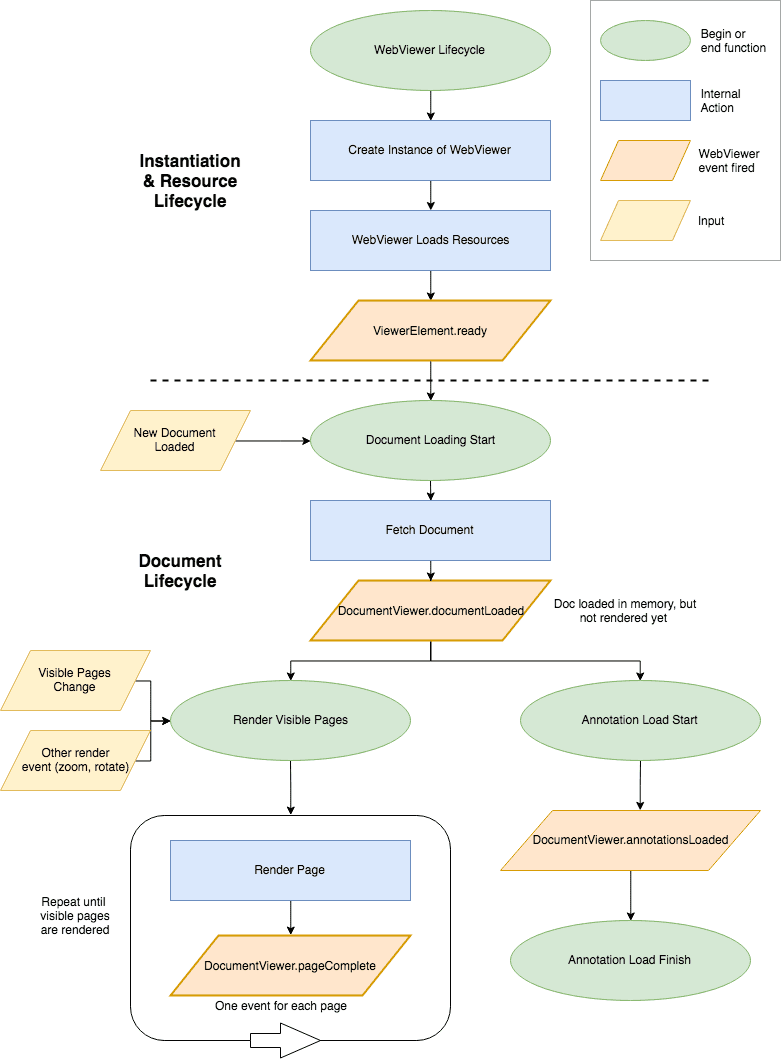 WebViewer Lifecycle
Begin or
end function
Internal
Action
WebViewer
event fired
Input
Instantiation
& Resource
Lifecycle
Create Instance of WebViewer
WebViewer Loads Resources
ViewerElement.ready
New Document
Loaded
Document Loading Start
Fetch Document
Document
Lifecycle
DocumentViewer.documentLoaded
Doc loaded in memory, but
not rendered yet
Visible Pages
Change
Render Visible Pages
Annotation Load Start
Other render
event (zoom, rotate)
DocumentViewer.annotationsLoaded
Render Page
Repeat until
visible pages
are rendered
DocumentViewer.pageComplete
One event for each page
Annotation Load Finish